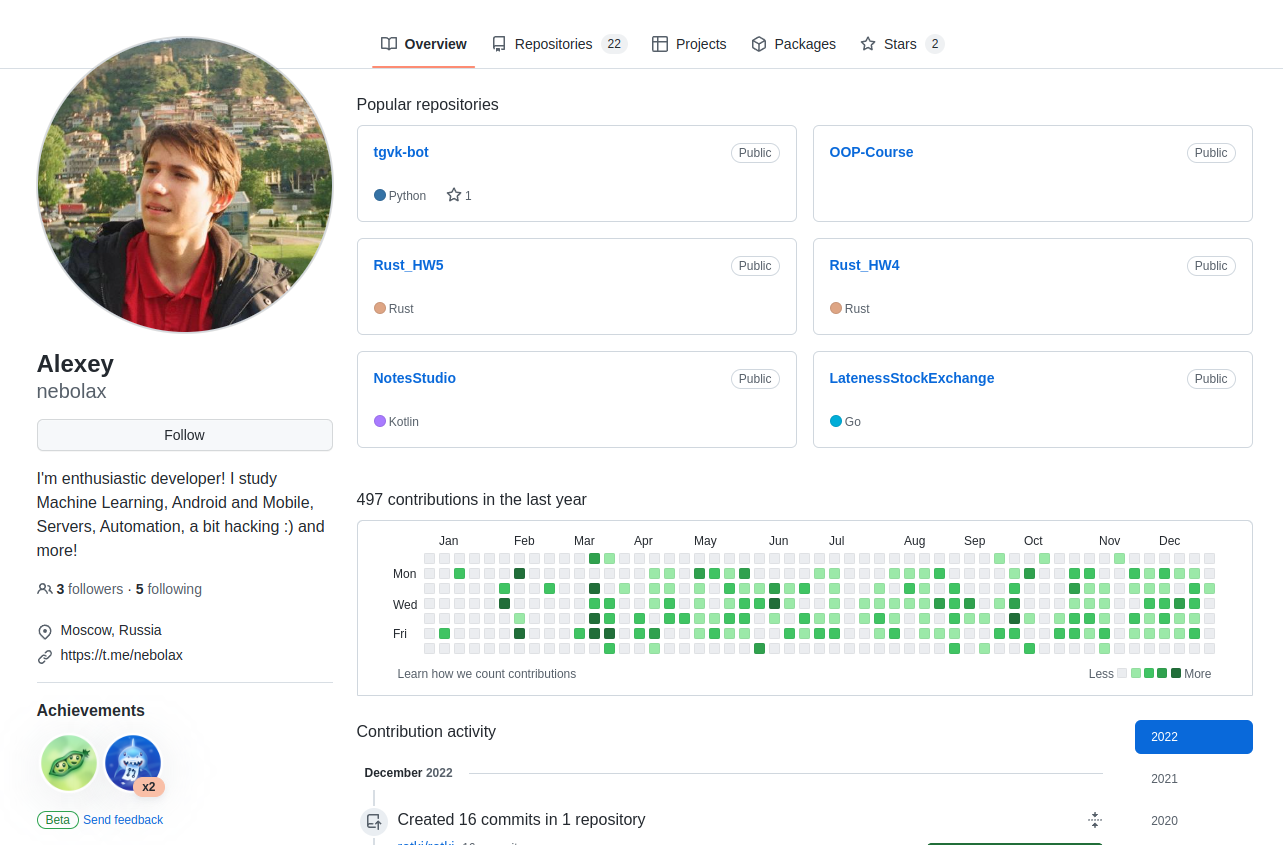 Overview
Repositories 22
Projects
Packages
Stars 2
Popular repositories
tgvk-bot Public
Python 1
OOP-Course Public
Rust_HW5 Public
Rust
Rust_HW4 Public
Rust
NotesStudio Public
Kotlin
LatenessStockExchange Public
Go
Alexey
nebolax
Follow
I'm enthusiastic developer! I study
Machine Learning, Android and Mobile,
Servers, Automation, a bit hacking :) and
more!
3 followers · 5 following
Moscow, Russia
https://t.me/nebolax
Achievements
x2
Beta Send feedback
497 contributions in the last year
Jan Feb Mar Apr May Jun Jul Aug Sep Oct Nov Dec
Mon
Wed
Fri
Learn how we count contributions
Less More
Contribution activity
2022
2021
2020
December 2022
Created 16 commits in 1 repository